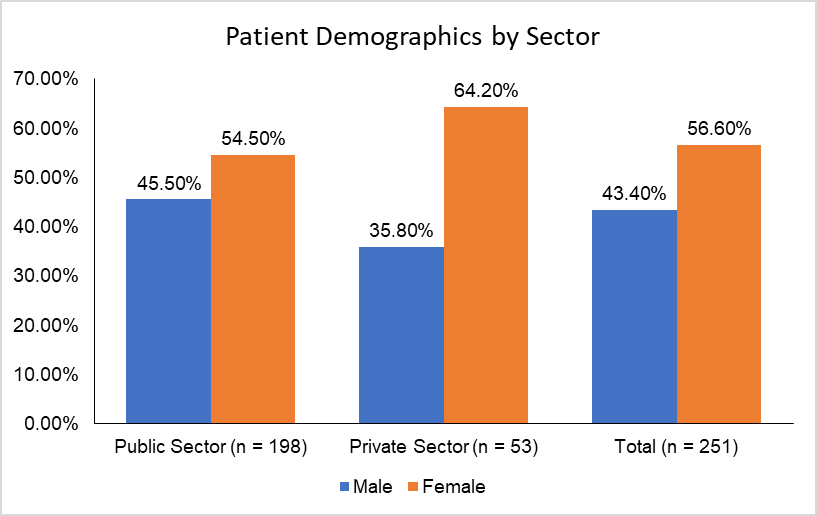 Patient Demographics by Sector
70.00%
60.00%
50.00%
40.00%
30.00%
20.00%
10.00%
0.00%
45.50%
54.50%
35.80%
64.20%
43.40%
56.60%
Public Sector (n = 198)
Private Sector (n = 53)
Total (n = 251)
Male
Female